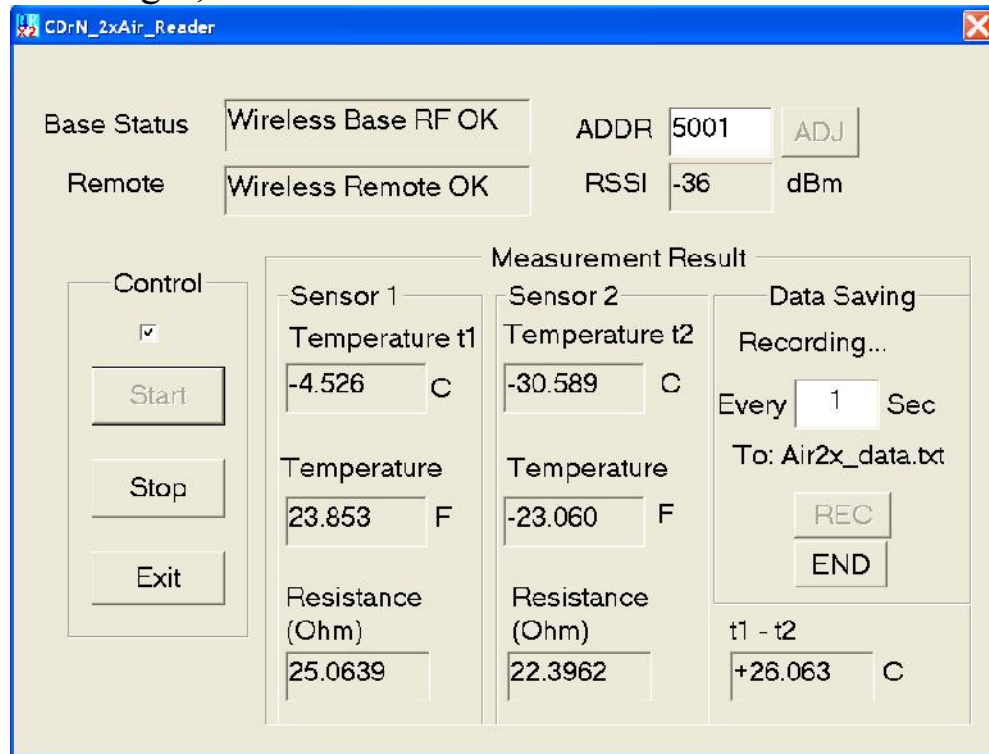 CDrN_2xAir_Reader
Base Status Wireless Base RF OK ADDR 5001 ADJ
Remote Wireless Remote OK RSSI -36 dBm
Measurement Result
Control
Sensor 1
Sensor 2
Data Saving
Temperature t1
Temperature t2
Recording...
Start
-4.526 C
-30.589 C
Every 1 Sec
Temperature
Temperature
To: Air2x_data.txt
Stop
23.853 F
-23.060 F
REC
END
Exit
Resistance
(Ohm)
Resistance
(Ohm)
t1 - t2
25.0639
22.3962
+26.063 C